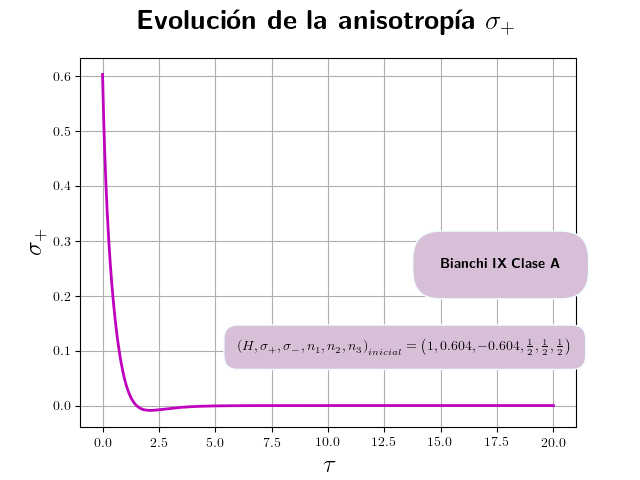 Evolución de la anisotropía σ₊
σ₊
0.6
0.5
0.4
0.3
0.2
0.1
0.0
Bianchi IX Clase A
(H, σ₊, σ₋, n₁, n₂, n₃)_inicial = (1, 0.604, −0.604, 1/2, 1/2, 1/2)
0.0 2.5 5.0 7.5 10.0 12.5 15.0 17.5 20.0
τ